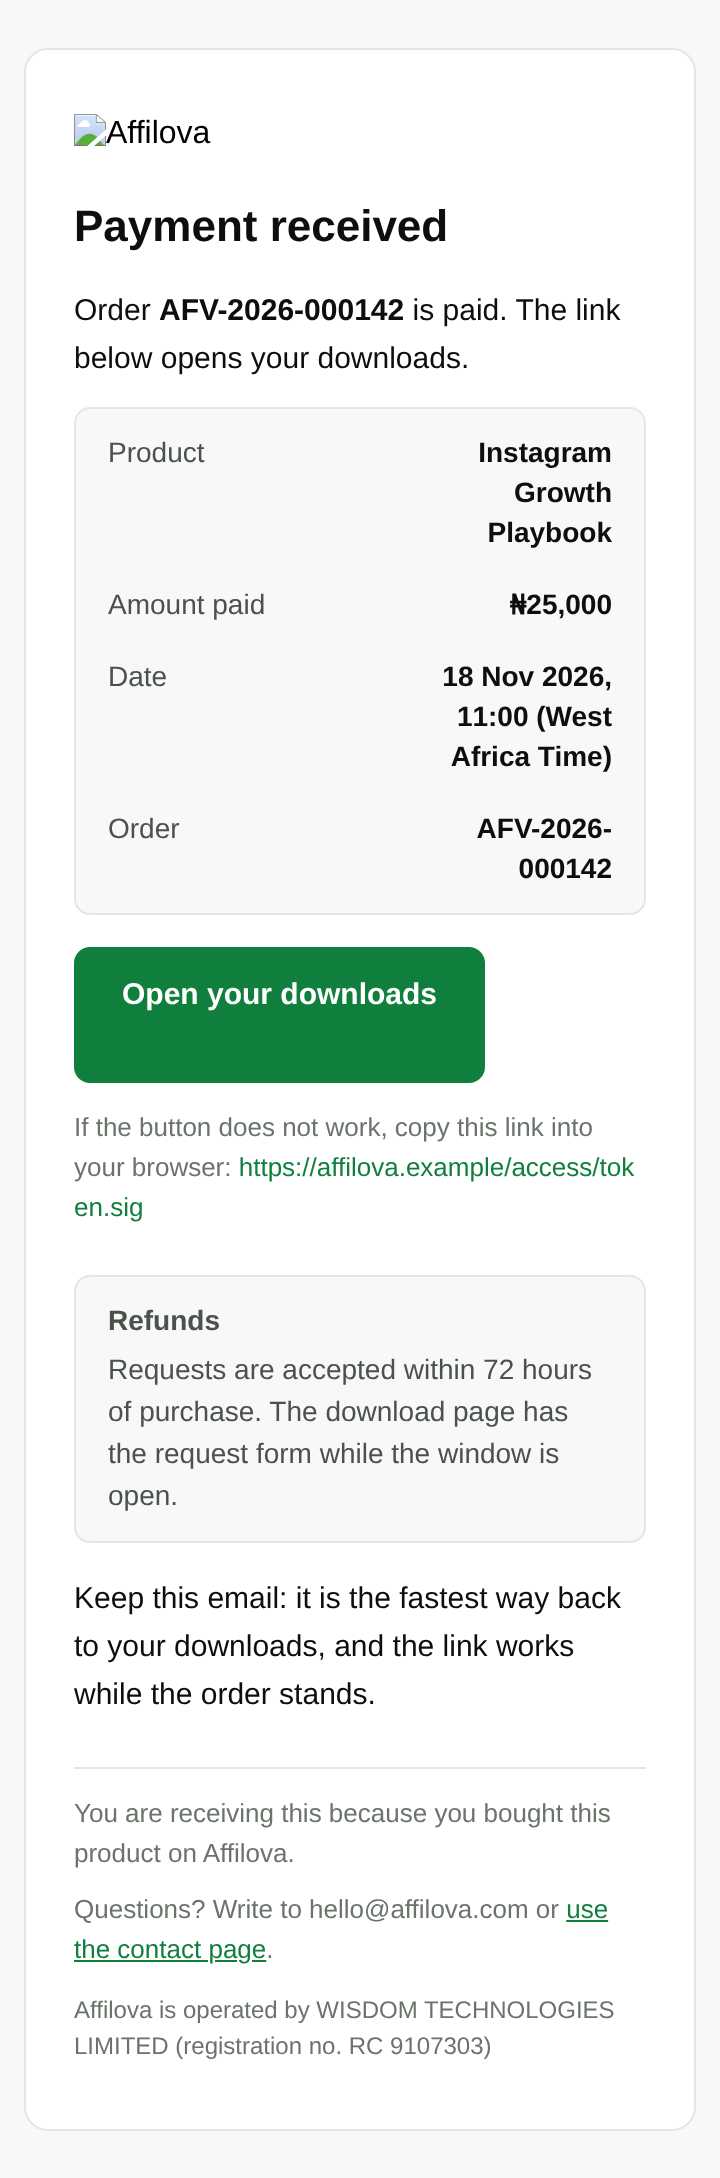 Affilova
Payment received
Order AFV-2026-000142 is paid. The link
below opens your downloads.
Product Instagram
Growth
Playbook
Amount paid ₦25,000
Date 18 Nov 2026,
11:00 (West
Africa Time)
Order AFV-2026-
000142
Open your downloads
If the button does not work, copy this link into
your browser: https://affilova.example/access/tok
en.sig
Refunds
Requests are accepted within 72 hours
of purchase. The download page has
the request form while the window is
open.
Keep this email: it is the fastest way back
to your downloads, and the link works
while the order stands.
You are receiving this because you bought this
product on Affilova.
Questions? Write to hello@affilova.com or use
the contact page.
Affilova is operated by WISDOM TECHNOLOGIES
LIMITED (registration no. RC 9107303)